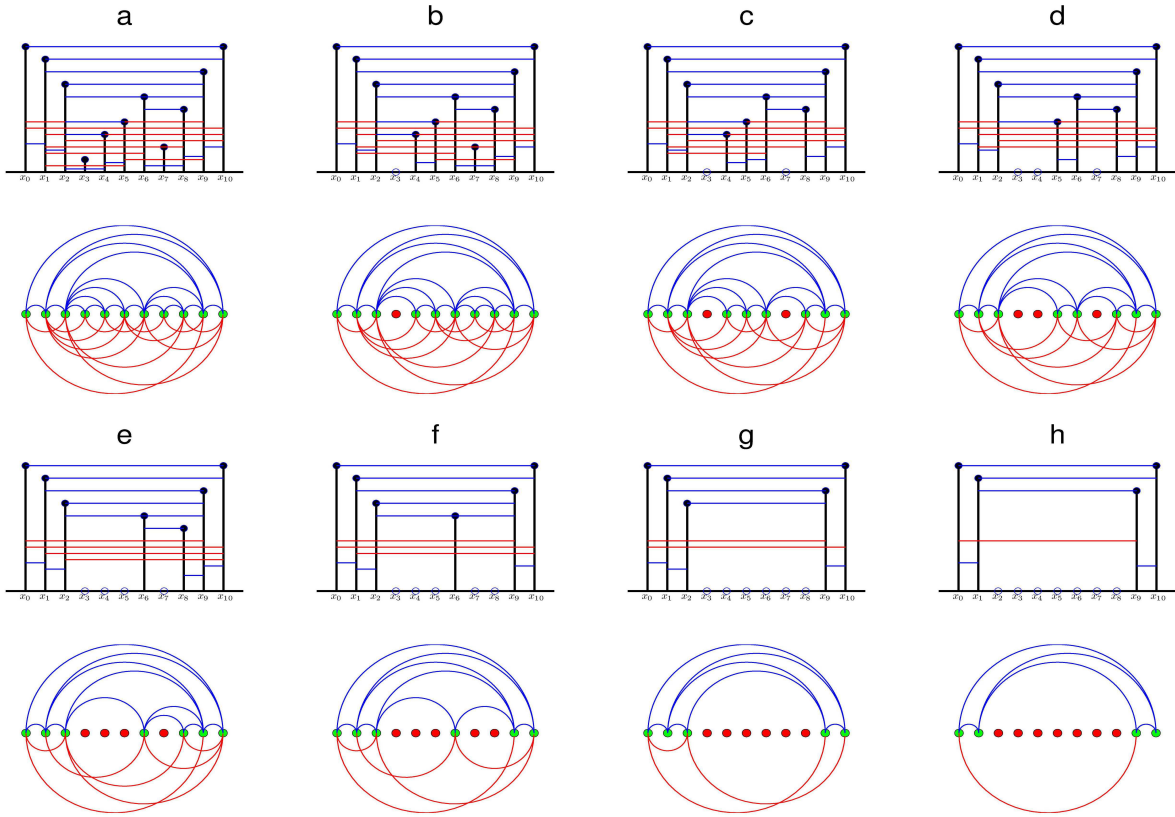 a b c d
x₀ x₁ x₂ x₃ x₄ x₅ x₆ x₇ x₈ x₉ x₁₀ x₀ x₁ x₂ x₃ x₄ x₅ x₆ x₇ x₈ x₉ x₁₀ x₀ x₁ x₂ x₃ x₄ x₅ x₆ x₇ x₈ x₉ x₁₀ x₀ x₁ x₂ x₃ x₄ x₅ x₆ x₇ x₈ x₉ x₁₀
e f g h
x₀ x₁ x₂ x₃ x₄ x₅ x₆ x₇ x₈ x₉ x₁₀ x₀ x₁ x₂ x₃ x₄ x₅ x₆ x₇ x₈ x₉ x₁₀ x₀ x₁ x₂ x₃ x₄ x₅ x₆ x₇ x₈ x₉ x₁₀ x₀ x₁ x₂ x₃ x₄ x₅ x₆ x₇ x₈ x₉ x₁₀